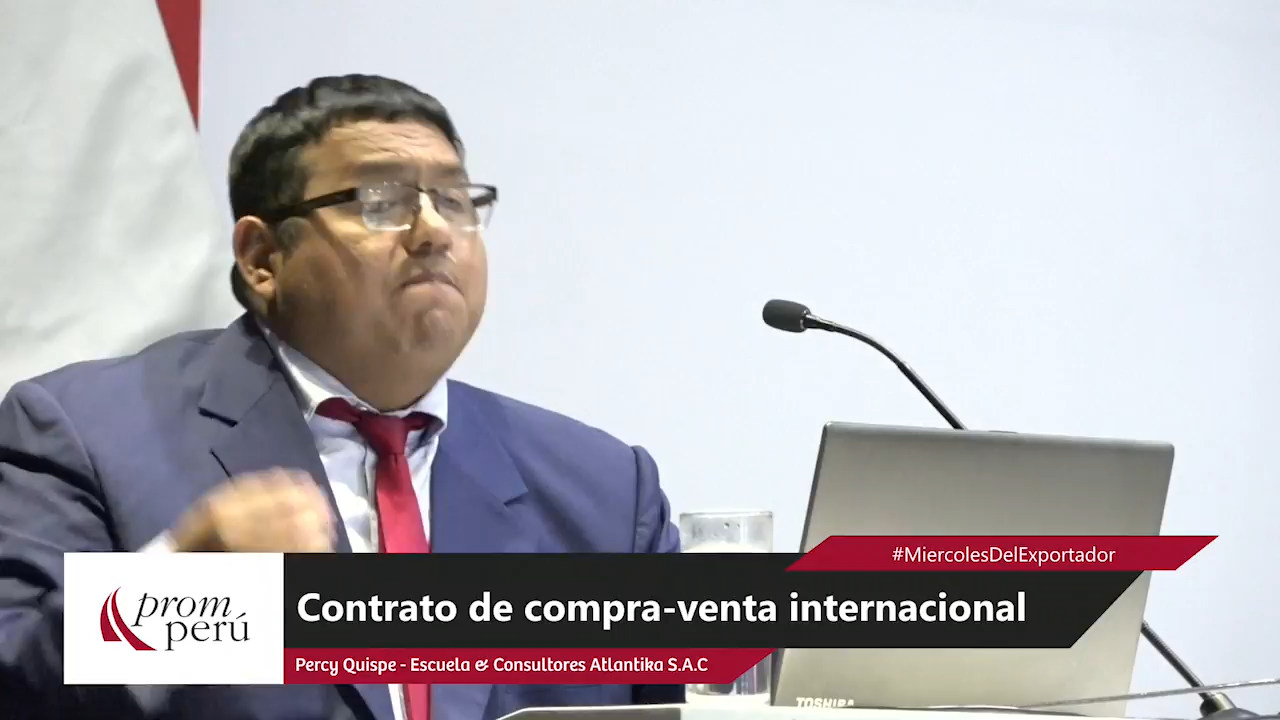 #MiercolesDelExportador
prom
perú
Contrato de compra-venta internacional
Percy Quispe - Escuela & Consultores Atlantika S.A.C
TOSHIBA